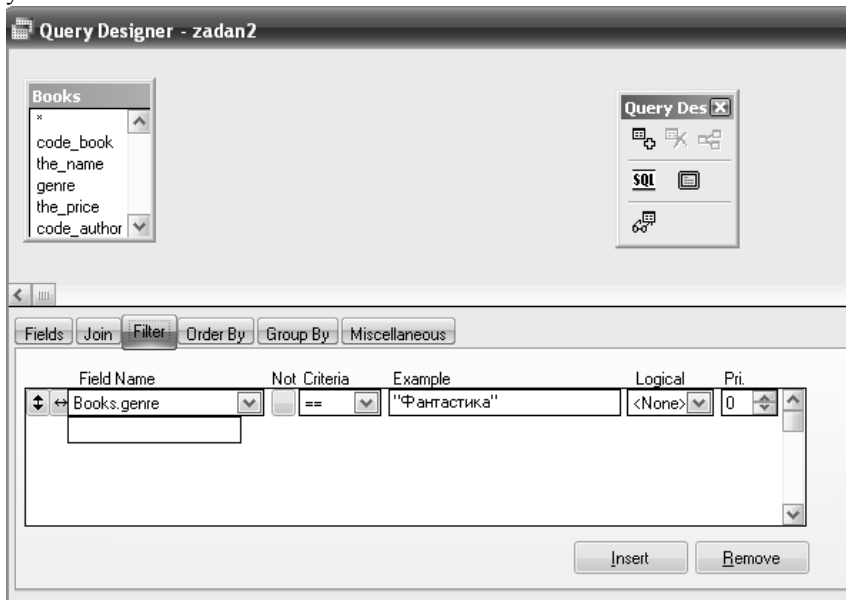 Query Designer - zadan2
Books
*
code_book
the_name
genre
the_price
code_author
Query Des
SQL
Fields Join Filter Order By Group By Miscellaneous
Field Name Not Criteria Example Logical Pri.
Books.genre == "Фантастика" <None> 0
Insert Remove